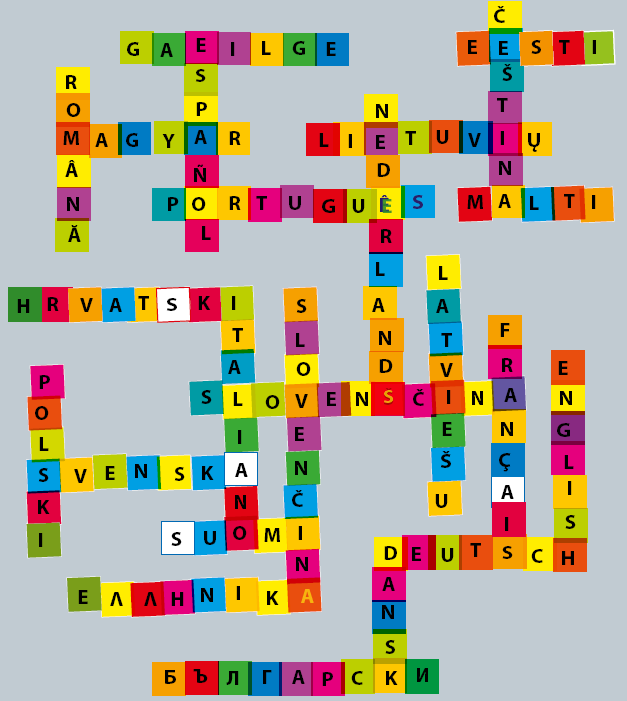 ČEŠTINA
GAEILGE
EESTI
ESPAÑOL
ROMÂNĂ
NEDERLANDS
MAGYAR
LIETUVIŲ
PORTUGUÊS
MALTI
LATVIEŠU
HRVATSKI
ITALIANO
SLOVENČINA
FRANÇAIS
ENGLISH
POLSKI
SLOVENSČINA
SVENSKA
SUOMI
DEUTSCH
DANSK
ΕΛΛΗΝΙΚΑ
БЪЛГАРСКИ